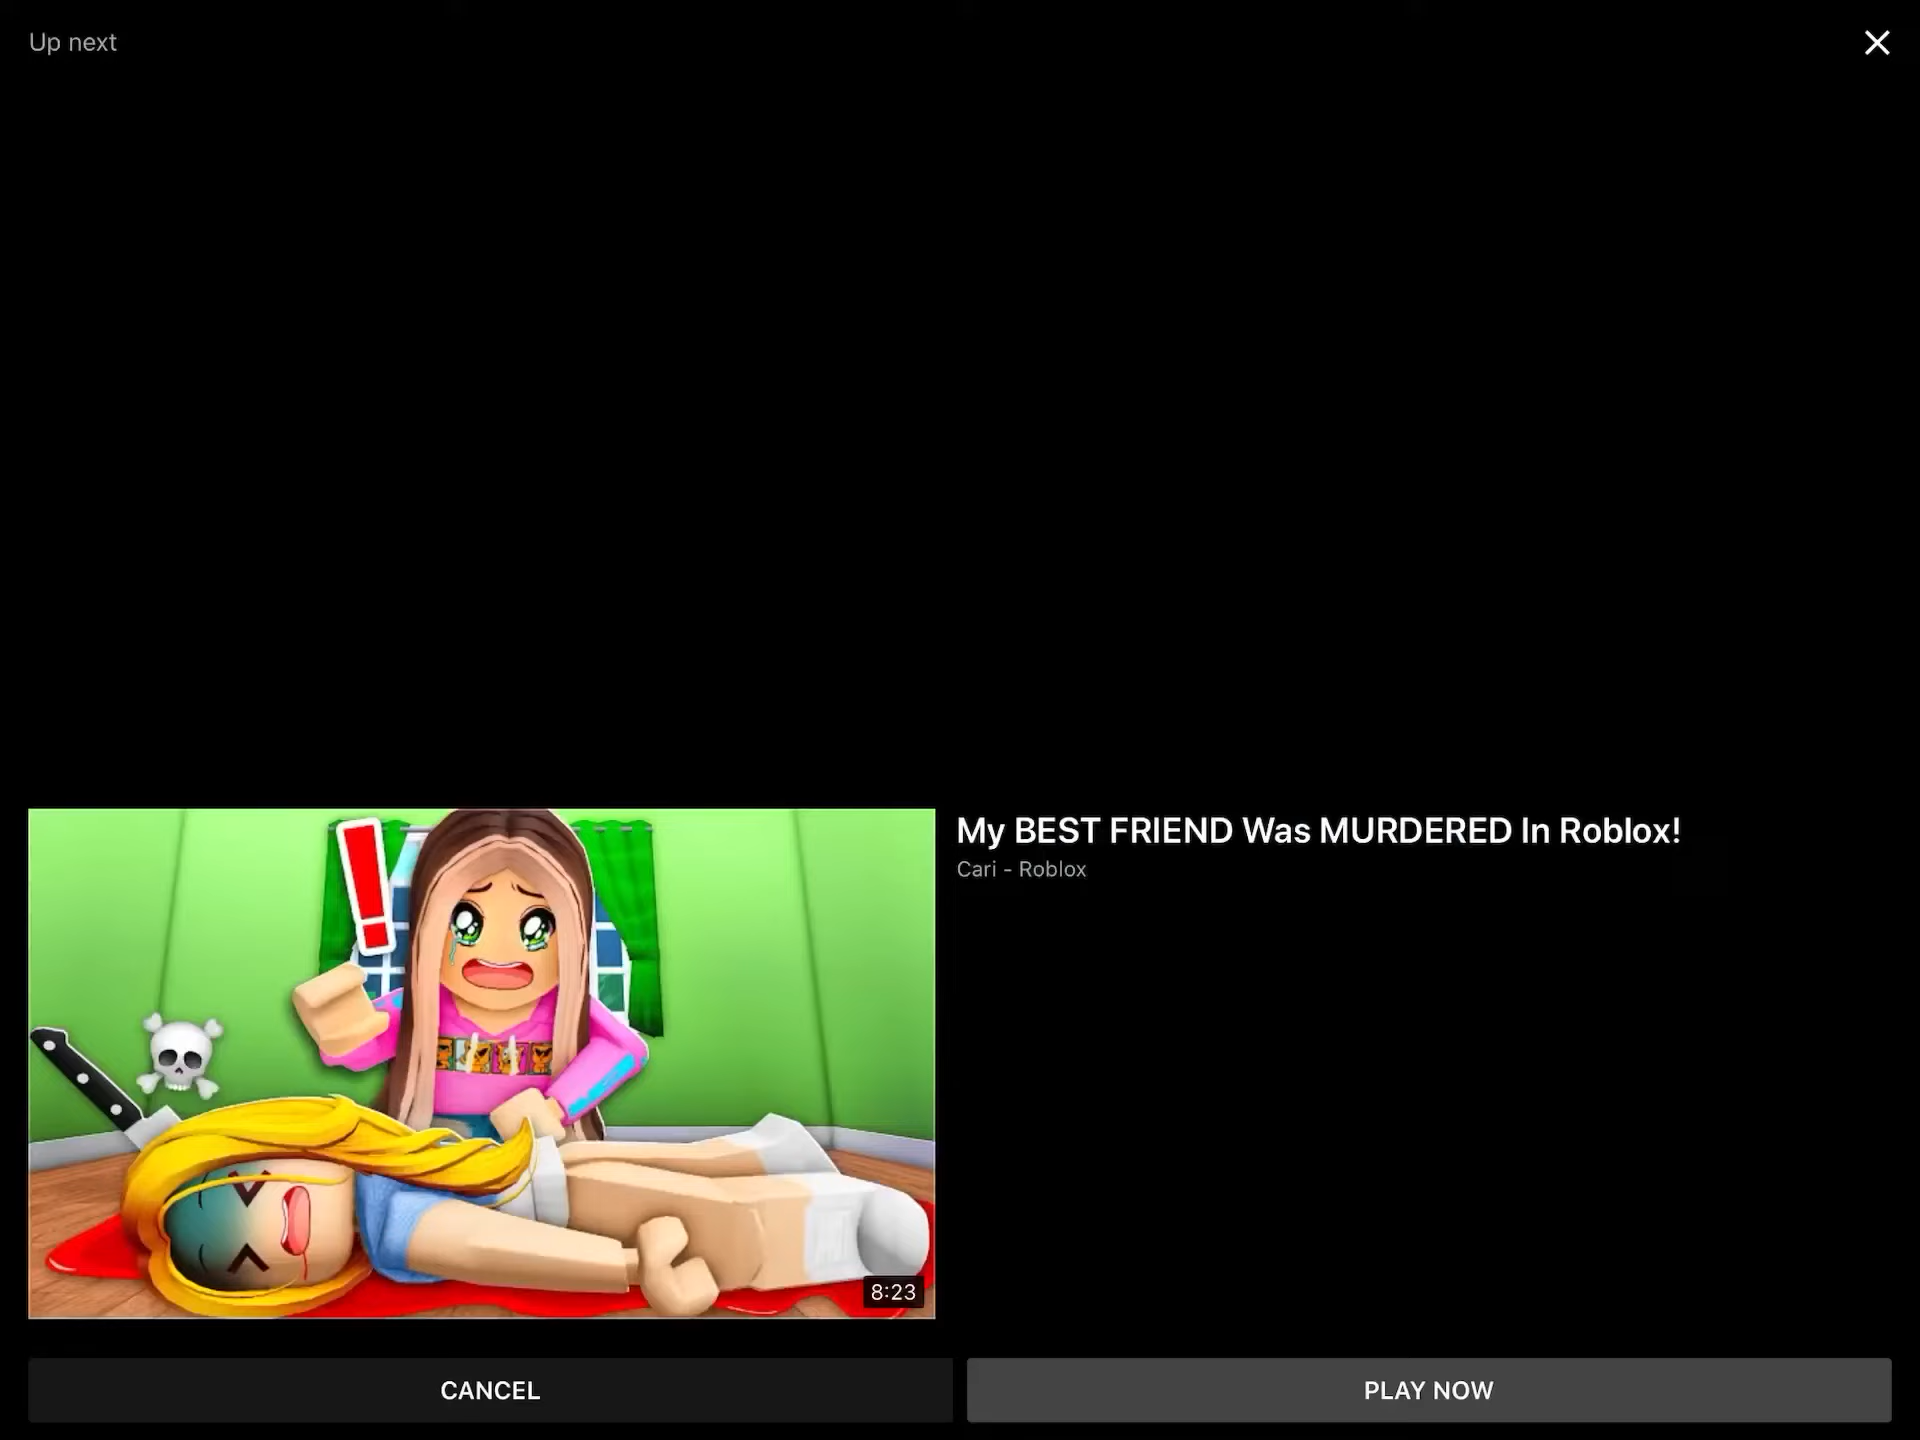 Up next
My BEST FRIEND Was MURDERED In Roblox!
Cari - Roblox
8:23
CANCEL
PLAY NOW